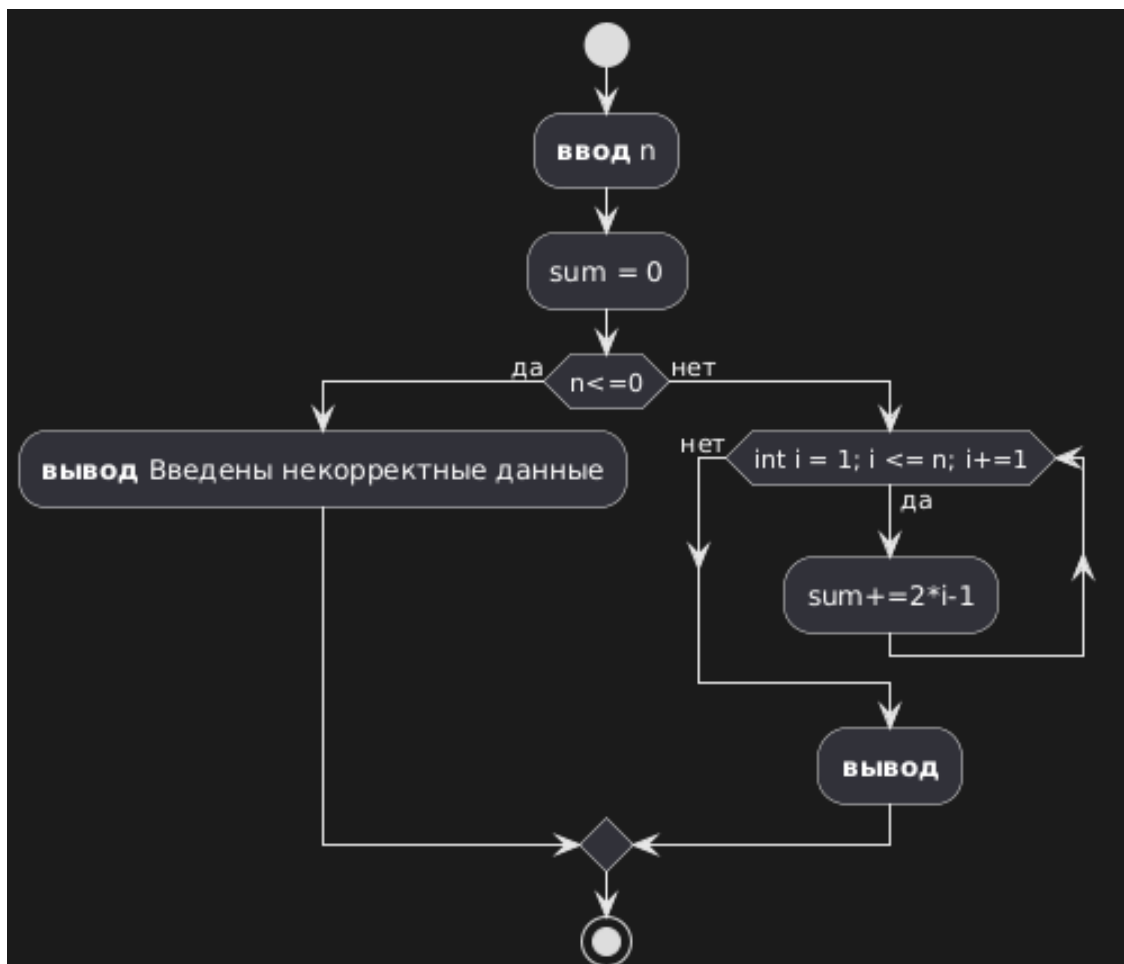 ввод n
sum = 0
да
n<=0
нет
вывод Введены некорректные данные
нет
int i = 1; i <= n; i+=1
да
sum+=2*i-1
вывод